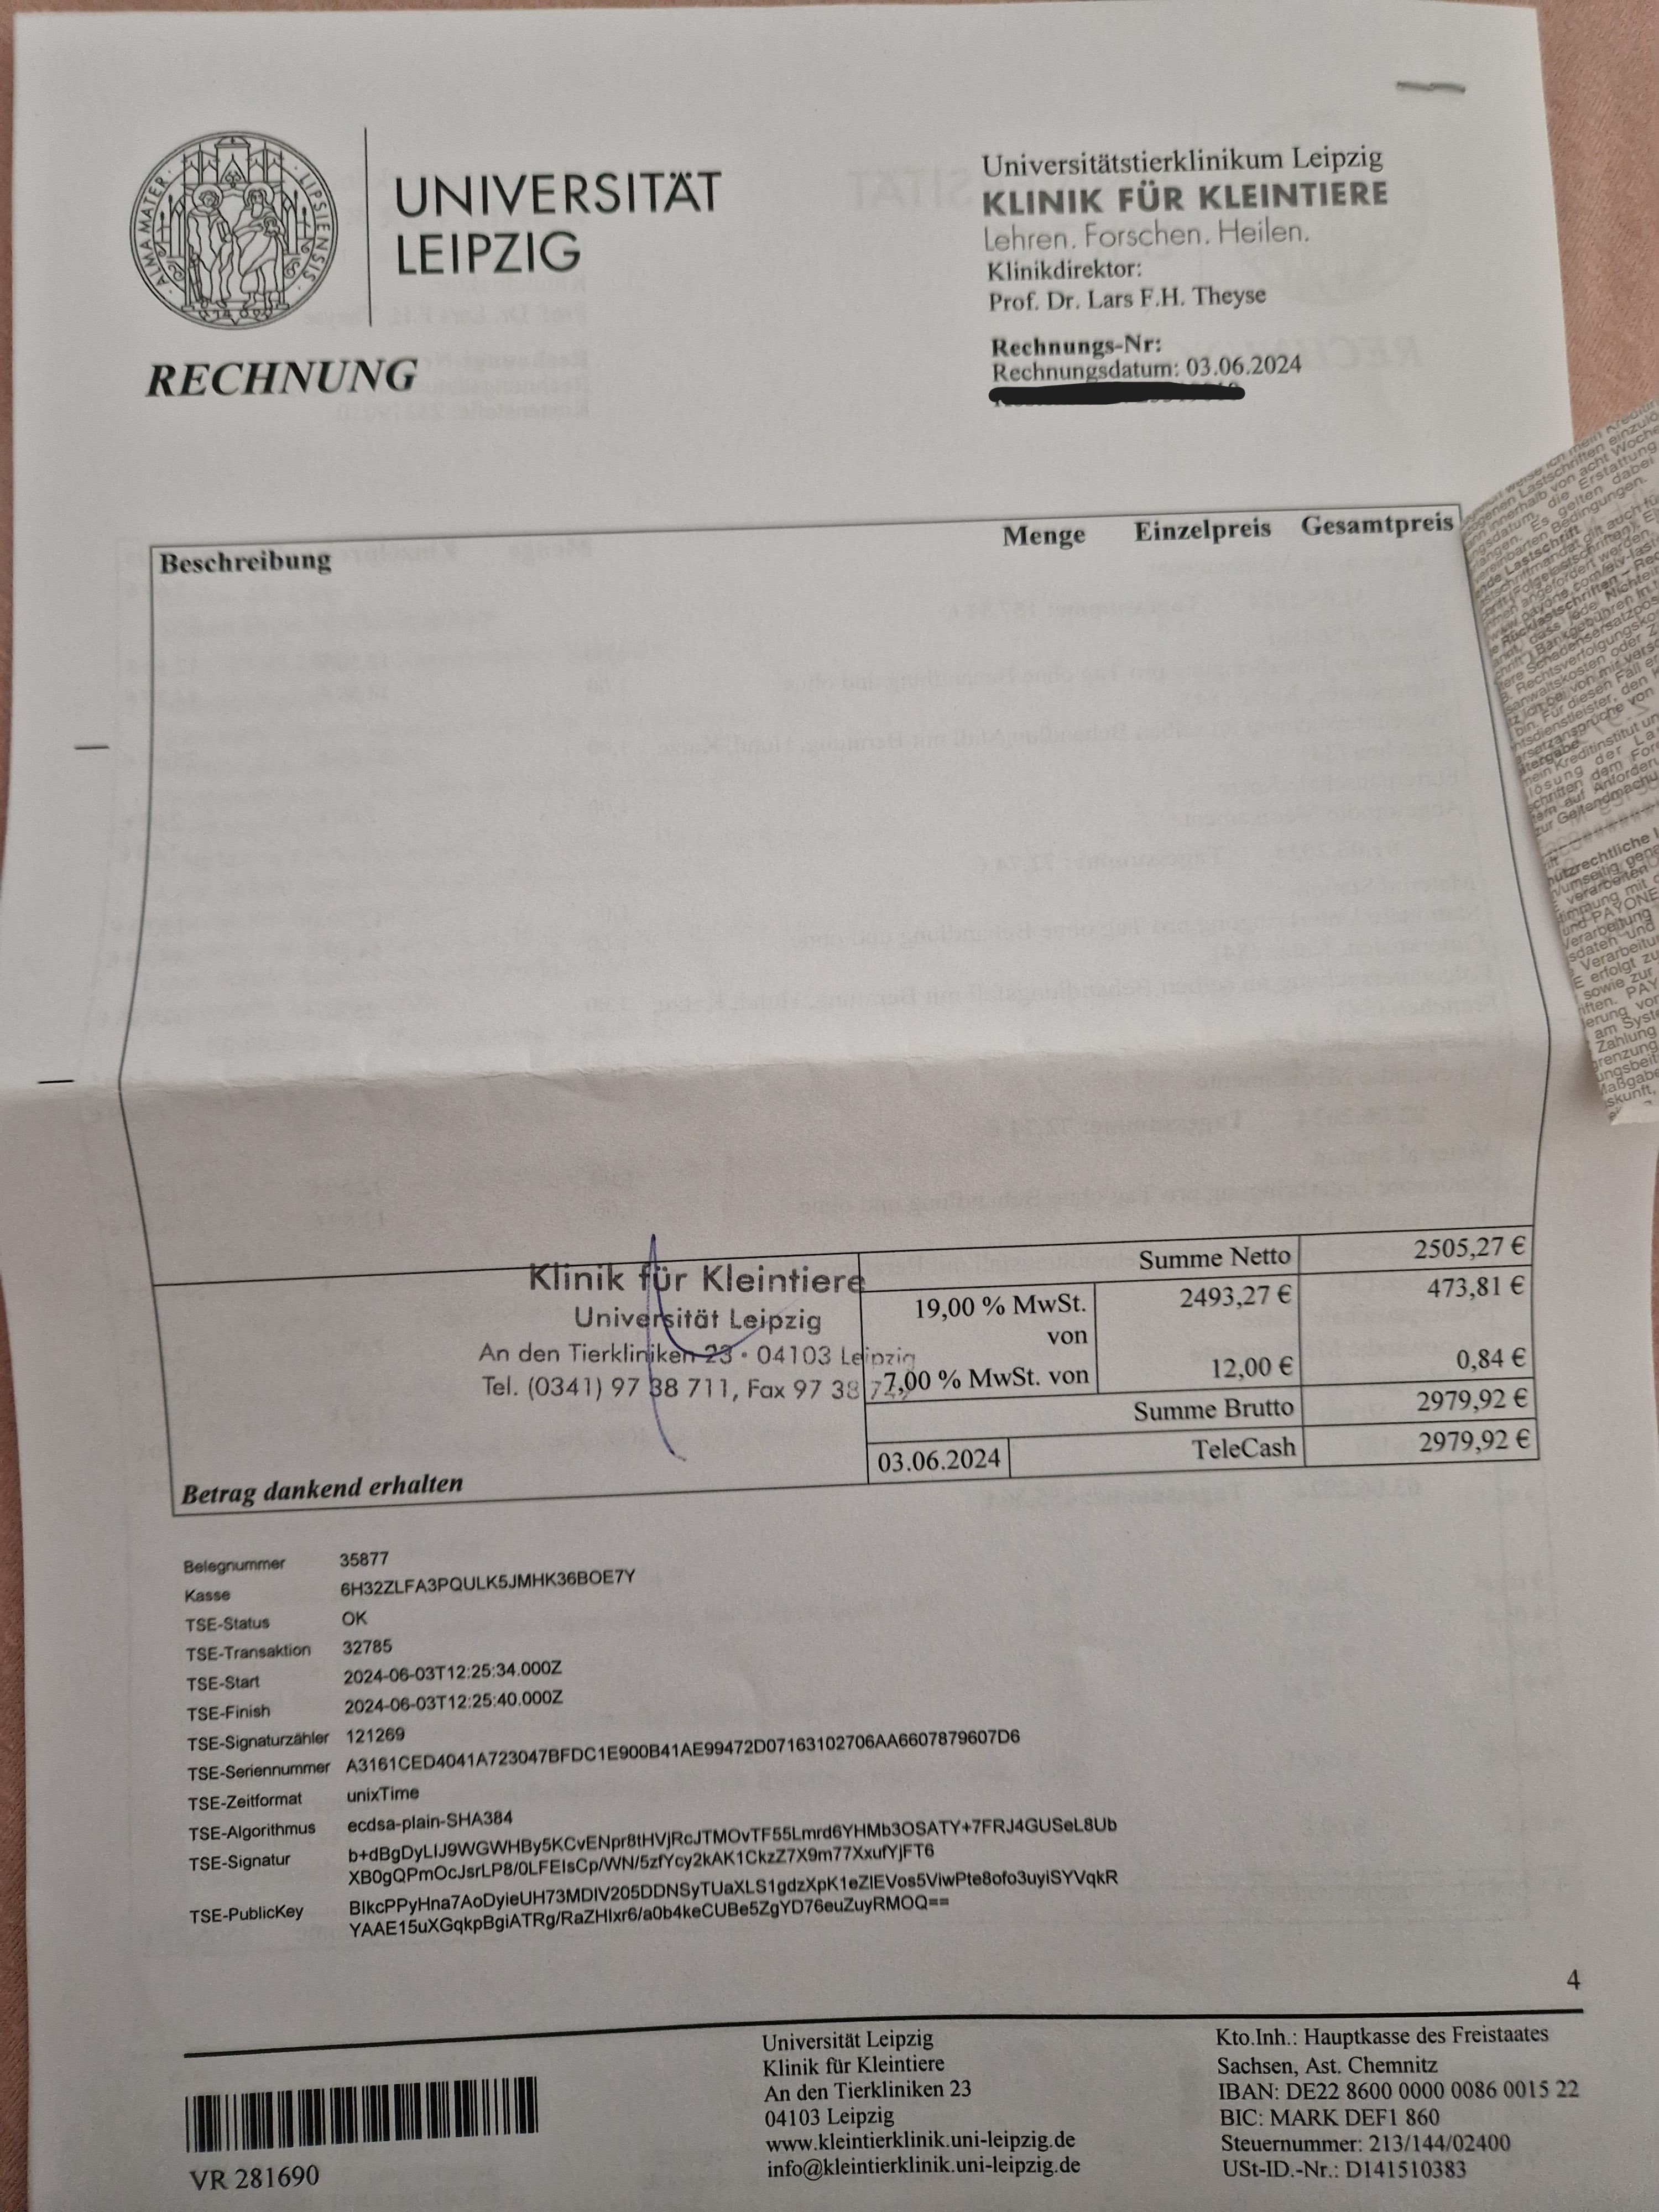 UNIVERSITÄT
LEIPZIG
ALMA MATER
LIPSIENSIS
Universitätstierklinikum Leipzig
KLINIK FÜR KLEINTIERE
Lehren. Forschen. Heilen.
Klinikdirektor:
Prof. Dr. Lars F.H. Theyse
Rechnungs-Nr:
Rechnungsdatum: 03.06.2024
RECHNUNG
Beschreibung Menge Einzelpreis Gesamtpreis
Klinik für Kleintiere
Universität Leipzig
An den Tierkliniken 23 • 04103 Leipzig
Tel. (0341) 97 38 711, Fax 97 38
Summe Netto 2505,27 €
19,00 % MwSt. 2493,27 € 473,81 €
von
7,00 % MwSt. von 12,00 € 0,84 €
Summe Brutto 2979,92 €
03.06.2024 TeleCash 2979,92 €
Betrag dankend erhalten
Belegnummer 35877
Kasse 6H32ZLFA3PQULK5JMHK36BOE7Y
TSE-Status OK
TSE-Transaktion 32785
TSE-Start 2024-06-03T12:25:34.000Z
TSE-Finish 2024-06-03T12:25:40.000Z
TSE-Signaturzähler 121269
TSE-Seriennummer A3161CED4041A723047BFDC1E900B41AE99472D07163102706AA6607879607D6
TSE-Zeitformat unixTime
TSE-Algorithmus ecdsa-plain-SHA384
TSE-Signatur b+dBgDyLIJ9WGWHBy5KCvENpr8tHVjRcJTMOvTF55Lmrd6YHMb3OSATY+7FRJ4GUSeL8Ub
XB0gQPmOcJsrLP8/0LFEIsCp/WN/5zfYcy2kAK1CkzZ7X9m77XxufYjFT6
TSE-PublicKey BIkcPPyHna7AoDyieUH73MDIV205DDNSyTUaXLS1gdzXpK1eZIEVos5ViwPte8ofo3uyiSYVqkR
YAAE15uXGqkpBgiATRg/RaZHIxr6/a0b4keCUBe5ZgYD76euZuyRMOQ==
4
VR 281690
Universität Leipzig
Klinik für Kleintiere
An den Tierkliniken 23
04103 Leipzig
www.kleintierklinik.uni-leipzig.de
info@kleintierklinik.uni-leipzig.de
Kto.Inh.: Hauptkasse des Freistaates
Sachsen, Ast. Chemnitz
IBAN: DE22 8600 0000 0086 0015 22
BIC: MARK DEF1 860
Steuernummer: 213/144/02400
USt-ID.-Nr.: D141510383